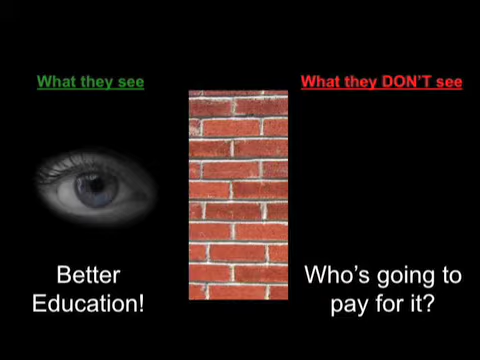 What they see
What they DON'T see
Better
Education!
Who's going to
pay for it?